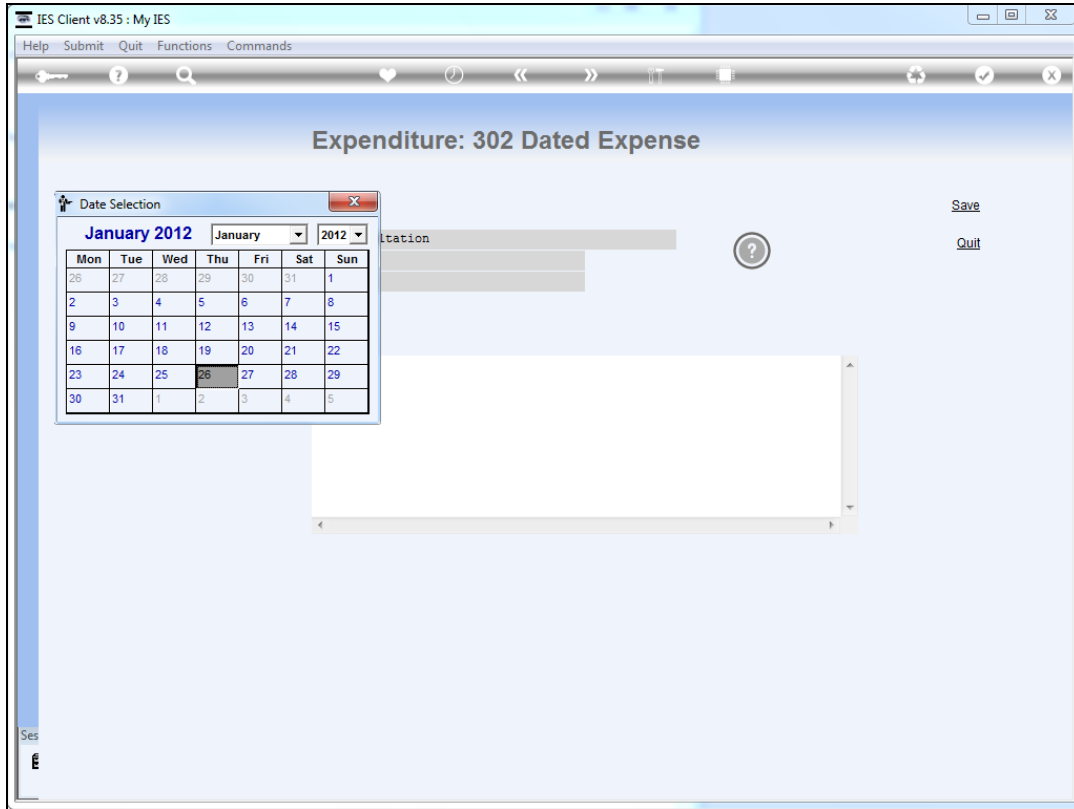 IES Client v8.35 : My IES
Help Submit Quit Functions Commands
Expenditure: 302 Dated Expense
Date Selection
Save
January 2012 January 2012
ltation
Quit
Mon Tue Wed Thu Fri Sat Sun
26 27 28 29 30 31 1
2 3 4 5 6 7 8
9 10 11 12 13 14 15
16 17 18 19 20 21 22
23 24 25 26 27 28 29
30 31 1 2 3 4 5
Ses